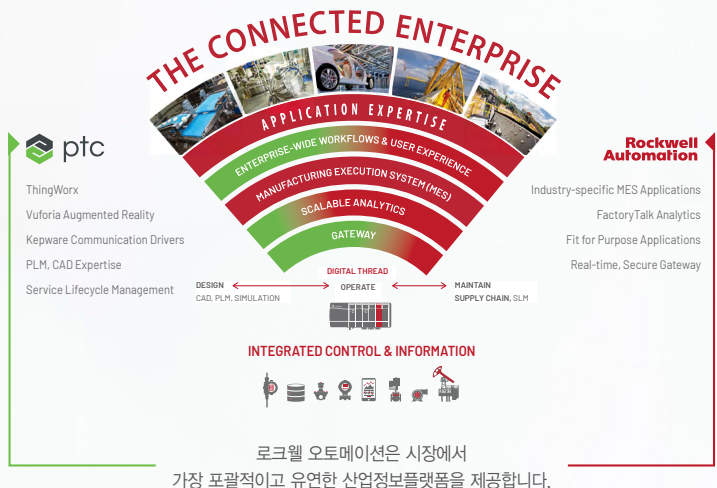 THE CONNECTED ENTERPRISE
APPLICATION EXPERTISE
ENTERPRISE-WIDE WORKFLOWS & USER EXPERIENCE
MANUFACTURING EXECUTION SYSTEM (MES)
SCALABLE ANALYTICS
GATEWAY
ptc
ThingWorx
Vuforia Augmented Reality
Kepware Communication Drivers
PLM, CAD Expertise
Service Lifecycle Management
Rockwell
Automation
Industry-specific MES Applications
FactoryTalk Analytics
Fit for Purpose Applications
Real-time, Secure Gateway
DIGITAL THREAD
DESIGN
CAD, PLM, SIMULATION
OPERATE
MAINTAIN
SUPPLY CHAIN, SLM
INTEGRATED CONTROL & INFORMATION
로크웰 오토메이션은 시장에서
가장 포괄적이고 유연한 산업정보플랫폼을 제공합니다.